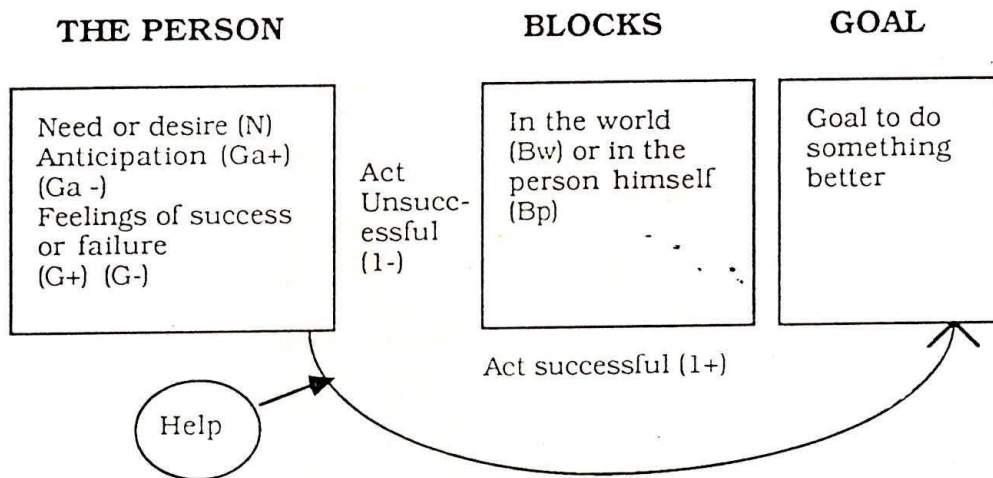 THE PERSON
BLOCKS
GOAL
Need or desire (N)
Anticipation (Ga+)
(Ga -)
Feelings of success
or failure
(G+) (G-)
Act
Unsucc-
essful
(1-)
In the world
(Bw) or in the
person himself
(Bp)
Goal to do
something
better
Act successful (1+)
Help